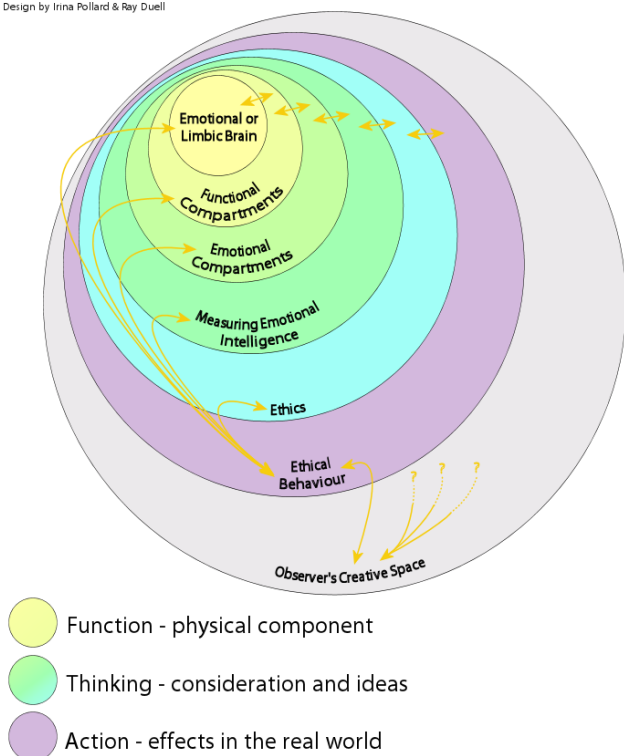 Design by Irina Pollard & Ray Duell
Emotional or
Limbic Brain
Functional
Compartments
Emotional
Compartments
Measuring Emotional
Intelligence
Ethics
Ethical
Behaviour
? ? ?
Observer's Creative Space
Function - physical component
Thinking - consideration and ideas
Action - effects in the real world